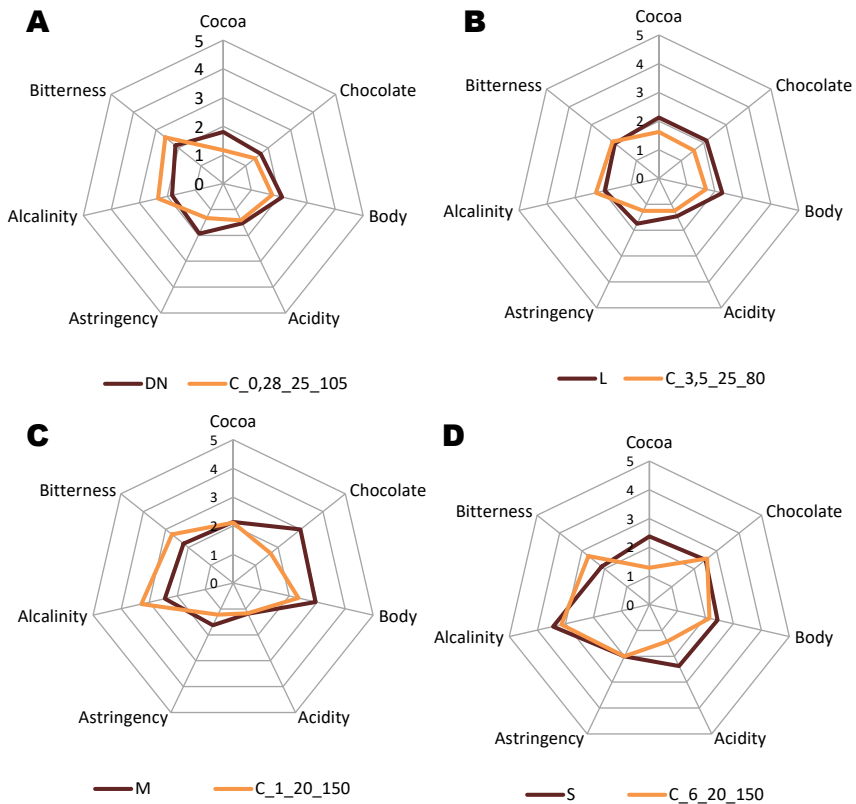 A
Cocoa
5
4
3
2
1
0
Chocolate
Body
Acidity
Astringency
Alcalinity
Bitterness
DN
C_0,28_25_105
B
Cocoa
5
4
3
2
1
0
Chocolate
Body
Acidity
Astringency
Alcalinity
Bitterness
L
C_3,5_25_80
C
Cocoa
5
4
3
2
1
0
Chocolate
Body
Acidity
Astringency
Alcalinity
Bitterness
M
C_1_20_150
D
Cocoa
5
4
3
2
1
0
Chocolate
Body
Acidity
Astringency
Alcalinity
Bitterness
S
C_6_20_150